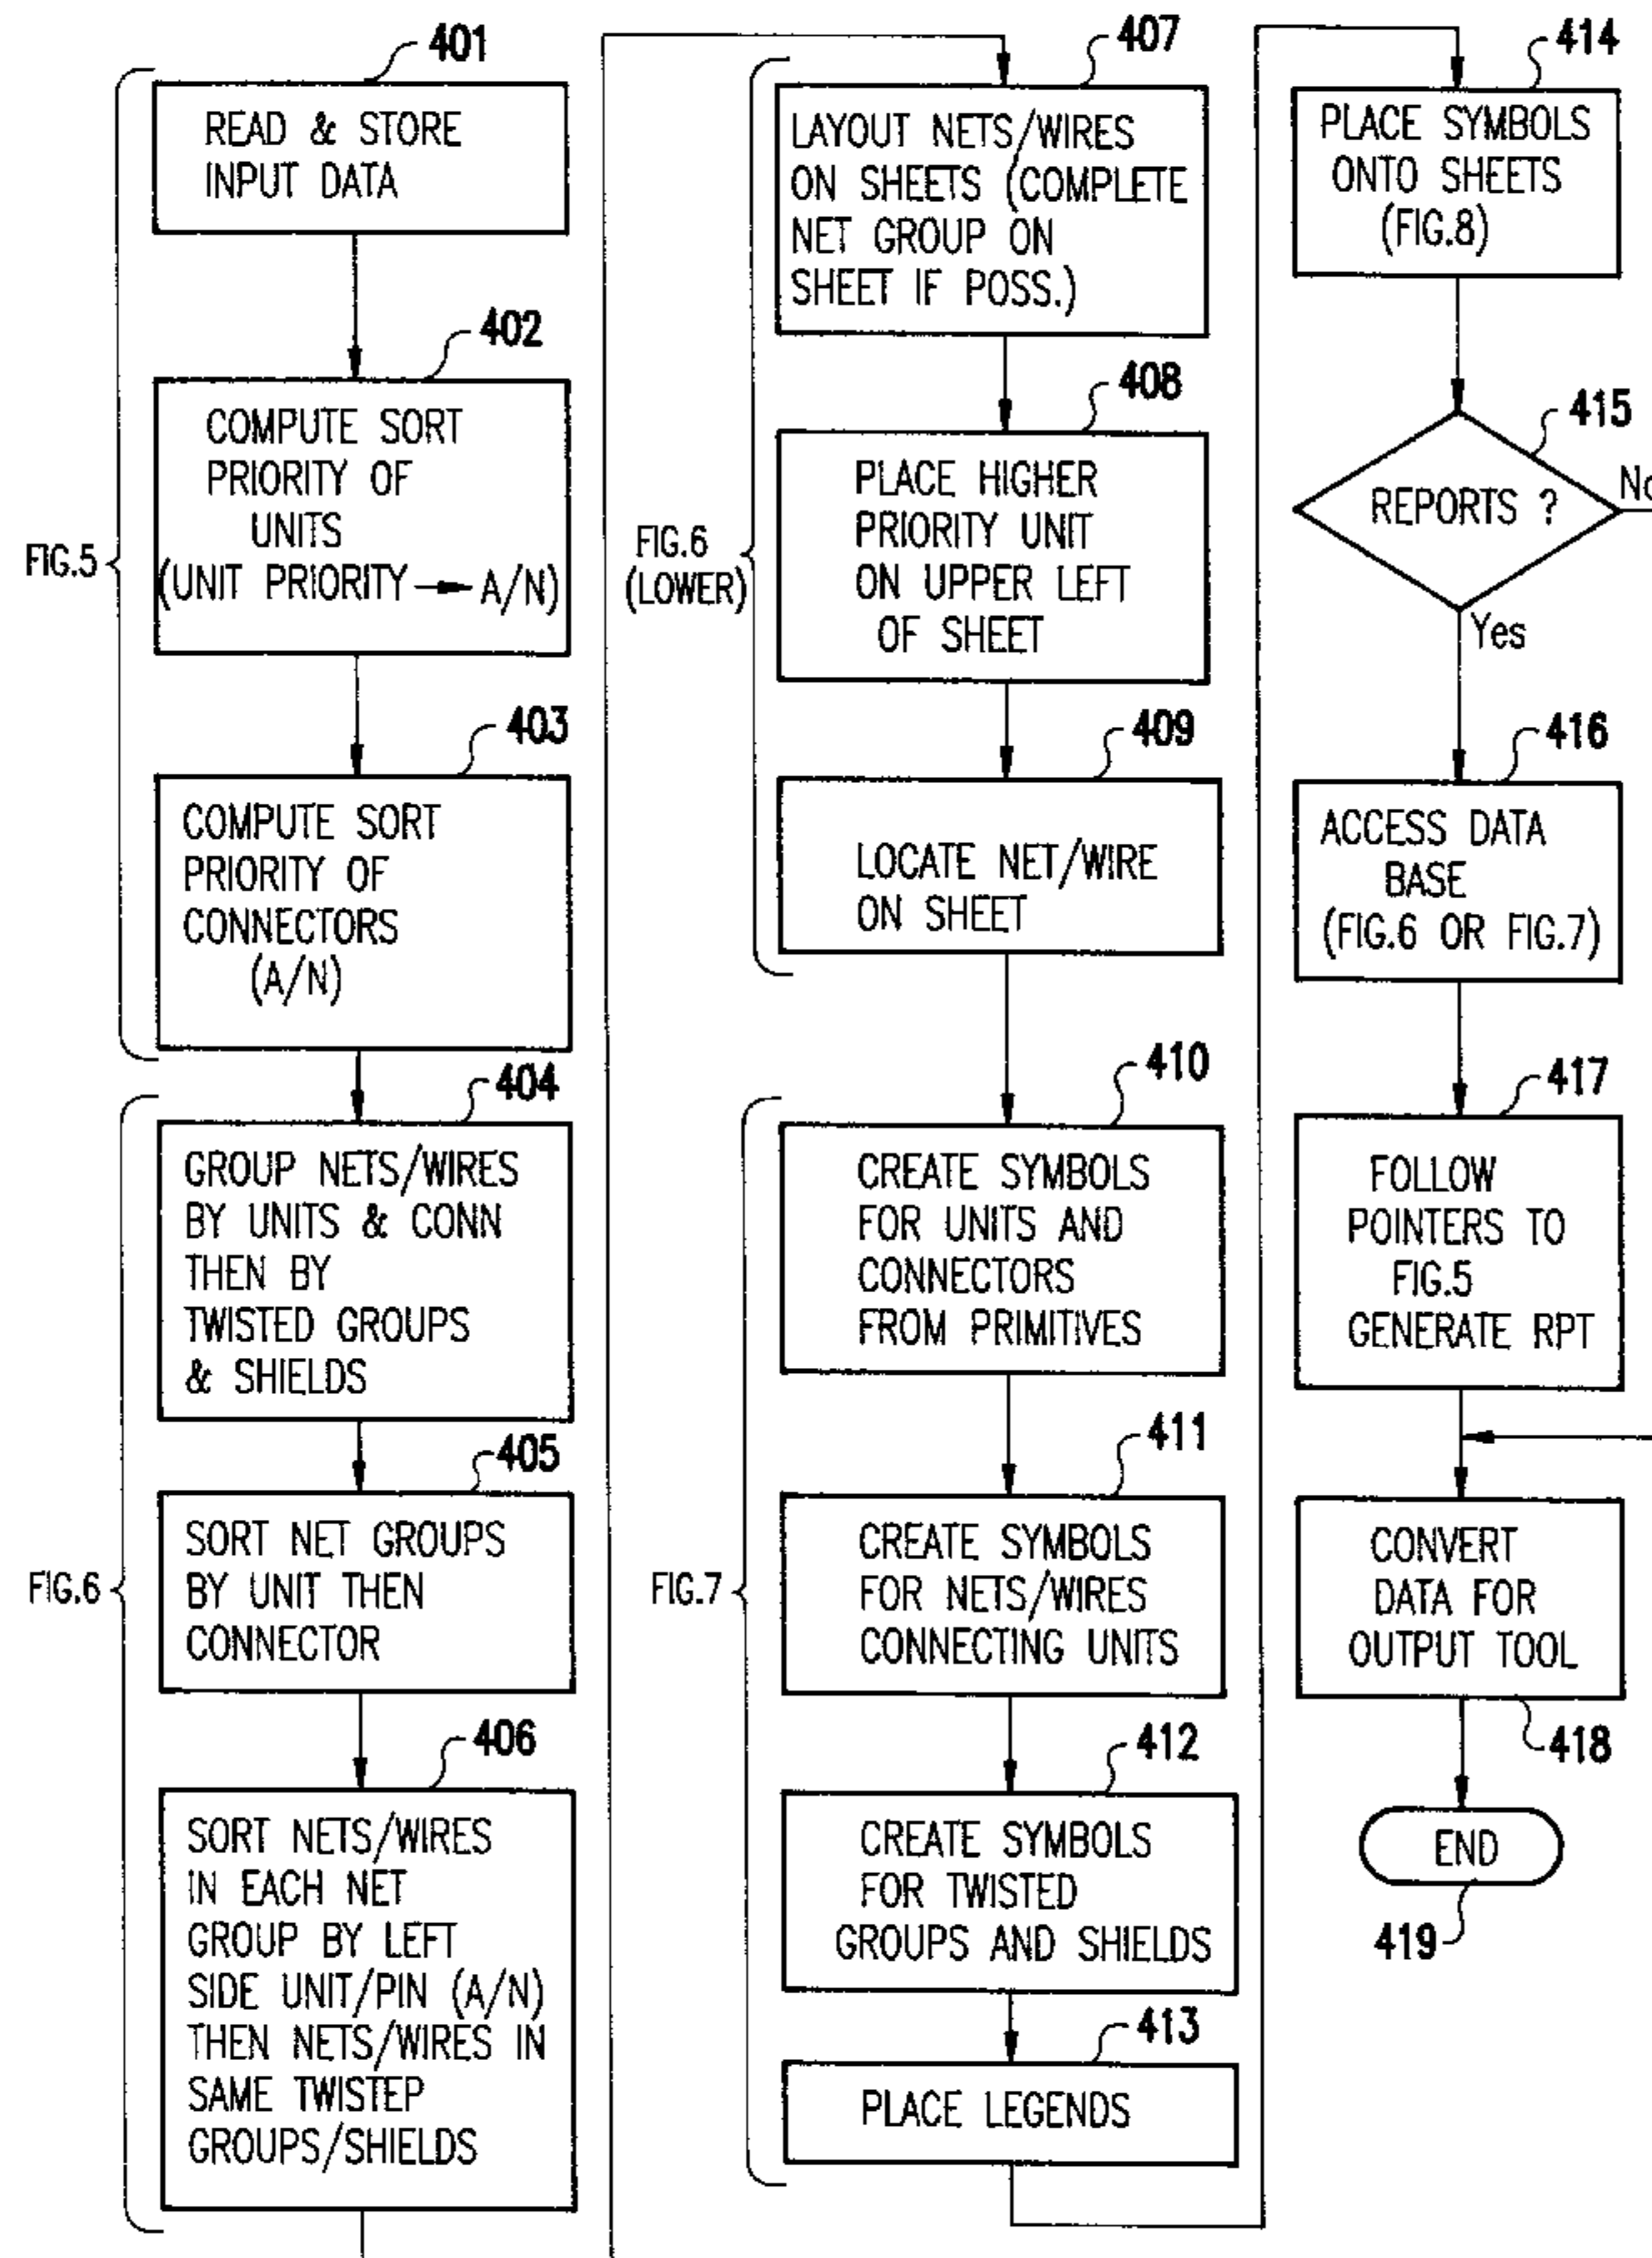 401
READ & STORE
INPUT DATA
402
COMPUTE SORT
PRIORITY OF
UNITS
(UNIT PRIORITY → A/N)
FIG.5
403
COMPUTE SORT
PRIORITY OF
CONNECTORS
(A/N)
404
GROUP NETS/WIRES
BY UNITS & CONN
THEN BY
TWISTED GROUPS
& SHIELDS
405
SORT NET GROUPS
BY UNIT THEN
CONNECTOR
FIG.6
406
SORT NETS/WIRES
IN EACH NET
GROUP BY LEFT
SIDE UNIT/PIN (A/N)
THEN NETS/WIRES IN
SAME TWISTEP
GROUPS/SHIELDS
407
LAYOUT NETS/WIRES
ON SHEETS (COMPLETE
NET GROUP ON
SHEET IF POSS.)
408
PLACE HIGHER
PRIORITY UNIT
ON UPPER LEFT
OF SHEET
FIG.6
(LOWER)
409
LOCATE NET/WIRE
ON SHEET
410
CREATE SYMBOLS
FOR UNITS AND
CONNECTORS
FROM PRIMITIVES
411
CREATE SYMBOLS
FOR NETS/WIRES
CONNECTING UNITS
FIG.7
412
CREATE SYMBOLS
FOR TWISTED
GROUPS AND SHIELDS
413
PLACE LEGENDS
414
PLACE SYMBOLS
ONTO SHEETS
(FIG.8)
415
REPORTS ?
No
Yes
416
ACCESS DATA
BASE
(FIG.6 OR FIG.7)
417
FOLLOW
POINTERS TO
FIG.5
GENERATE RPT
CONVERT
DATA FOR
OUTPUT TOOL
418
END
419